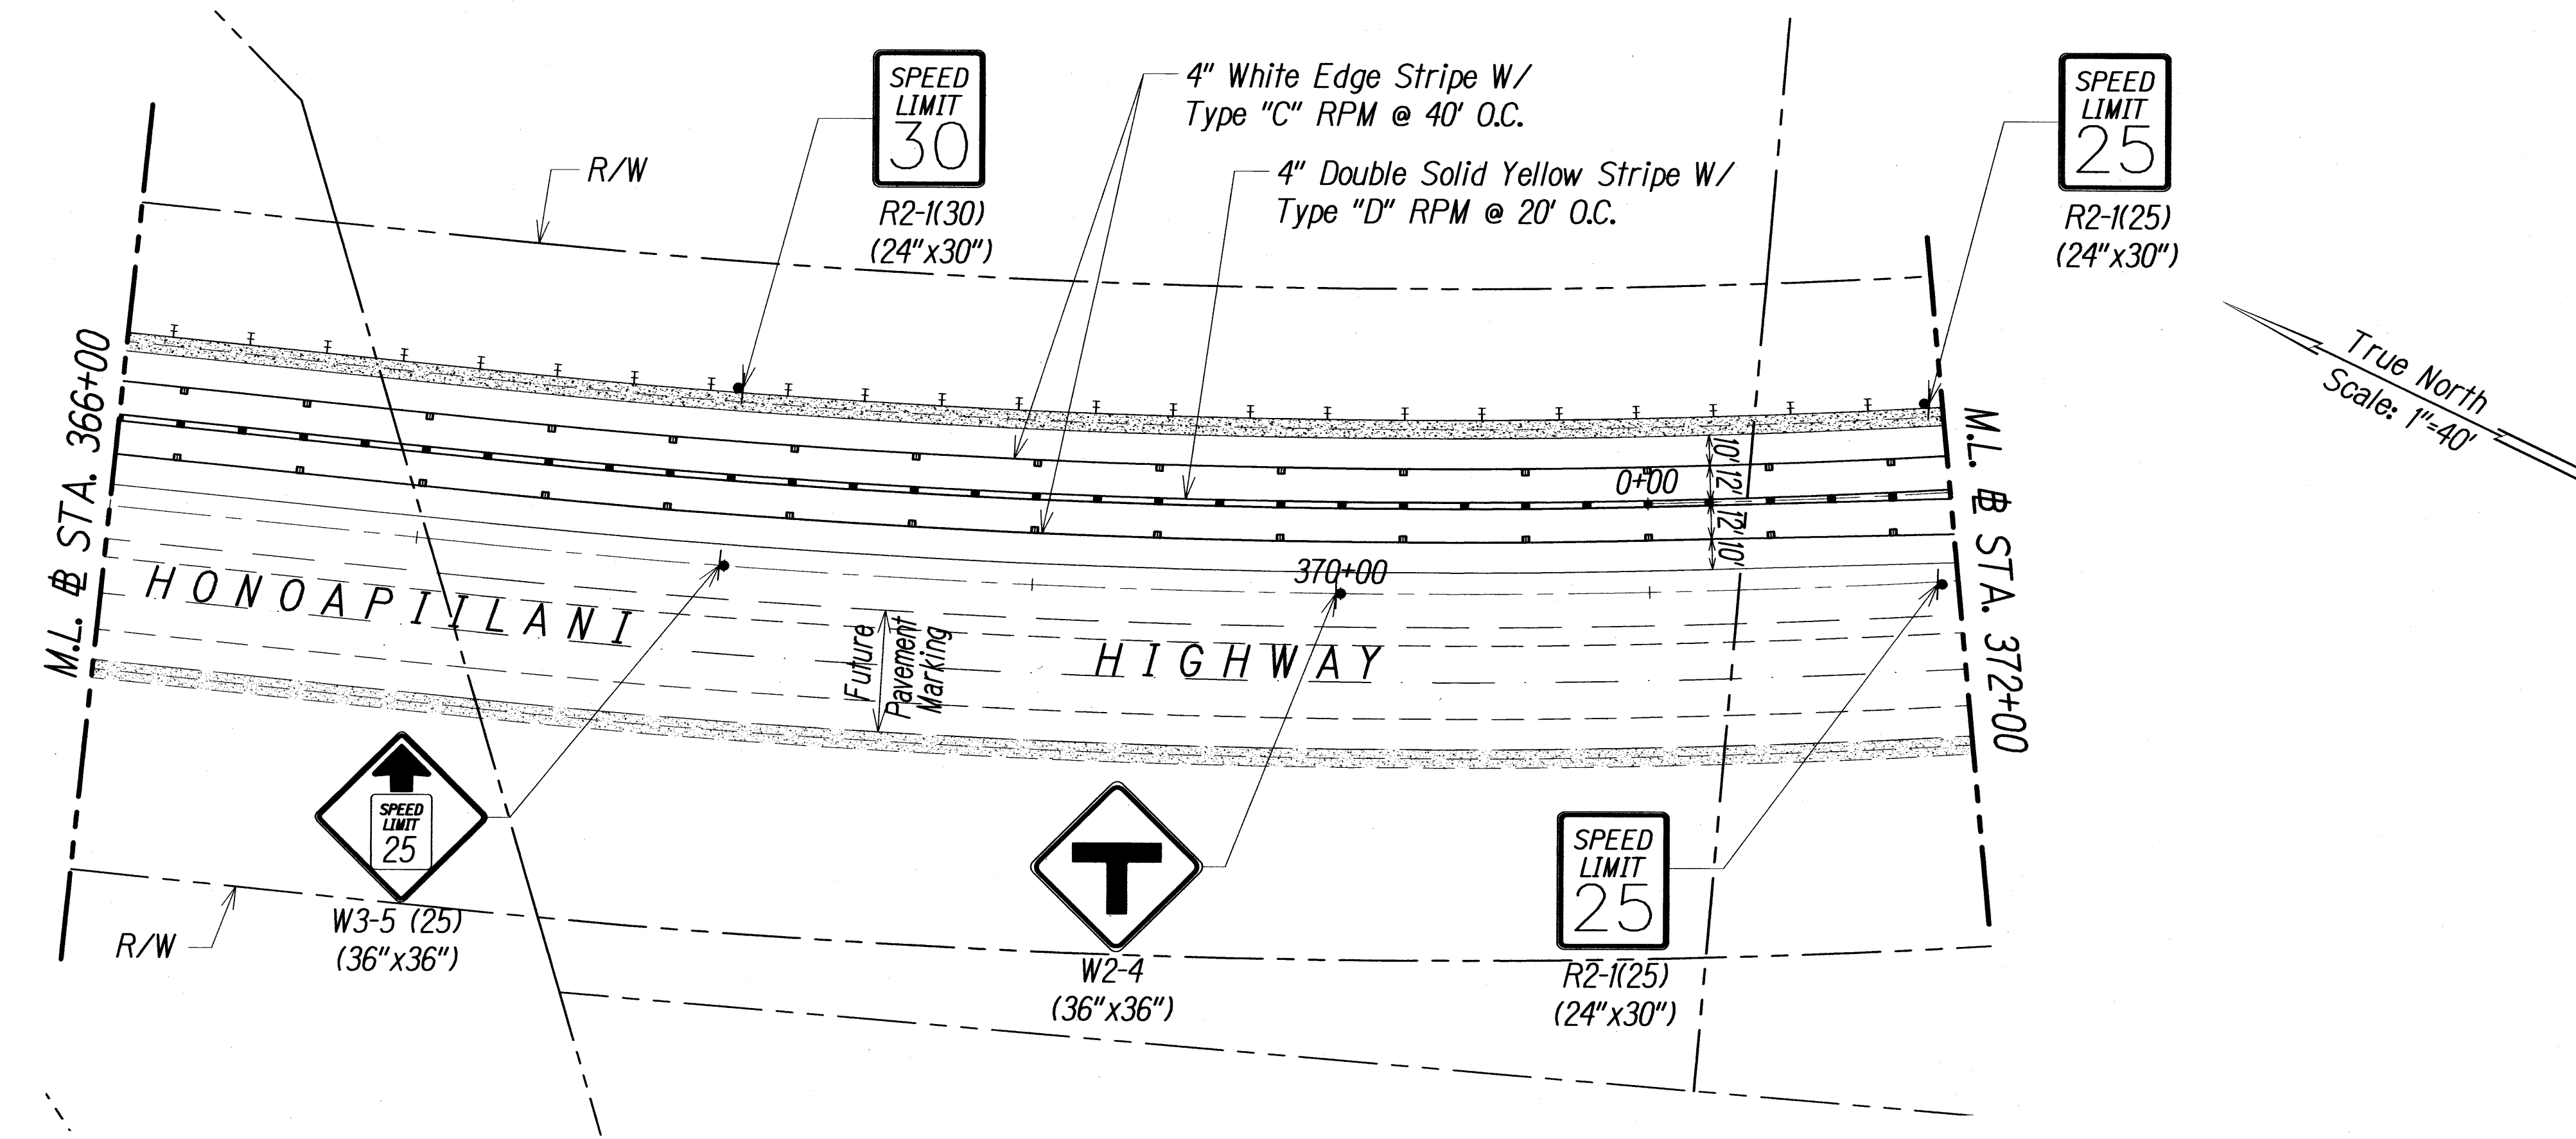 SPEED
LIMIT
30
R2-1(30)
(24"x30")
4" White Edge Stripe W/
Type "C" RPM @ 40' O.C.
4" Double Solid Yellow Stripe W/
Type "D" RPM @ 20' O.C.
SPEED
LIMIT
25
R2-1(25)
(24"x30")
R/W
True North
Scale: 1"=40'
M.L. ⅊ STA. 366+00
M.L. ⅊ STA. 372+00
10'
12'
12'
10'
0+00
370+00
HONOAPIILANI
HIGHWAY
Future
Pavement
Marking
SPEED
LIMIT
25
W3-5 (25)
(36"x36")
R/W
T
W2-4
(36"x36")
SPEED
LIMIT
25
R2-1(25)
(24"x30")